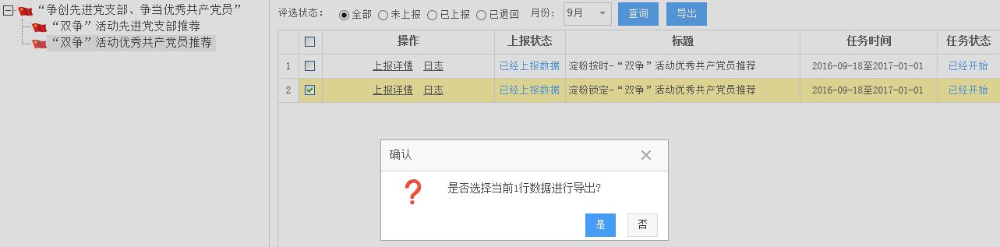 “争创先进党支部、争当优秀共产党员”
“双争”活动先进党支部推荐
“双争”活动优秀共产党员推荐
评选状态： 全部 未上报 已上报 已退回 月份： 9月 查询 导出
操作 上报状态 标题 任务时间 任务状态
1 上报详情 日志 已经上报数据 淀粉按时-“双争”活动优秀共产党员推荐 2016-09-18至2017-01-01 已经开始
2 上报详情 日志 已经上报数据 淀粉锁定-“双争”活动优秀共产党员推荐 2016-09-18至2017-01-01 已经开始
确认
是否选择当前1行数据进行导出?
是 否